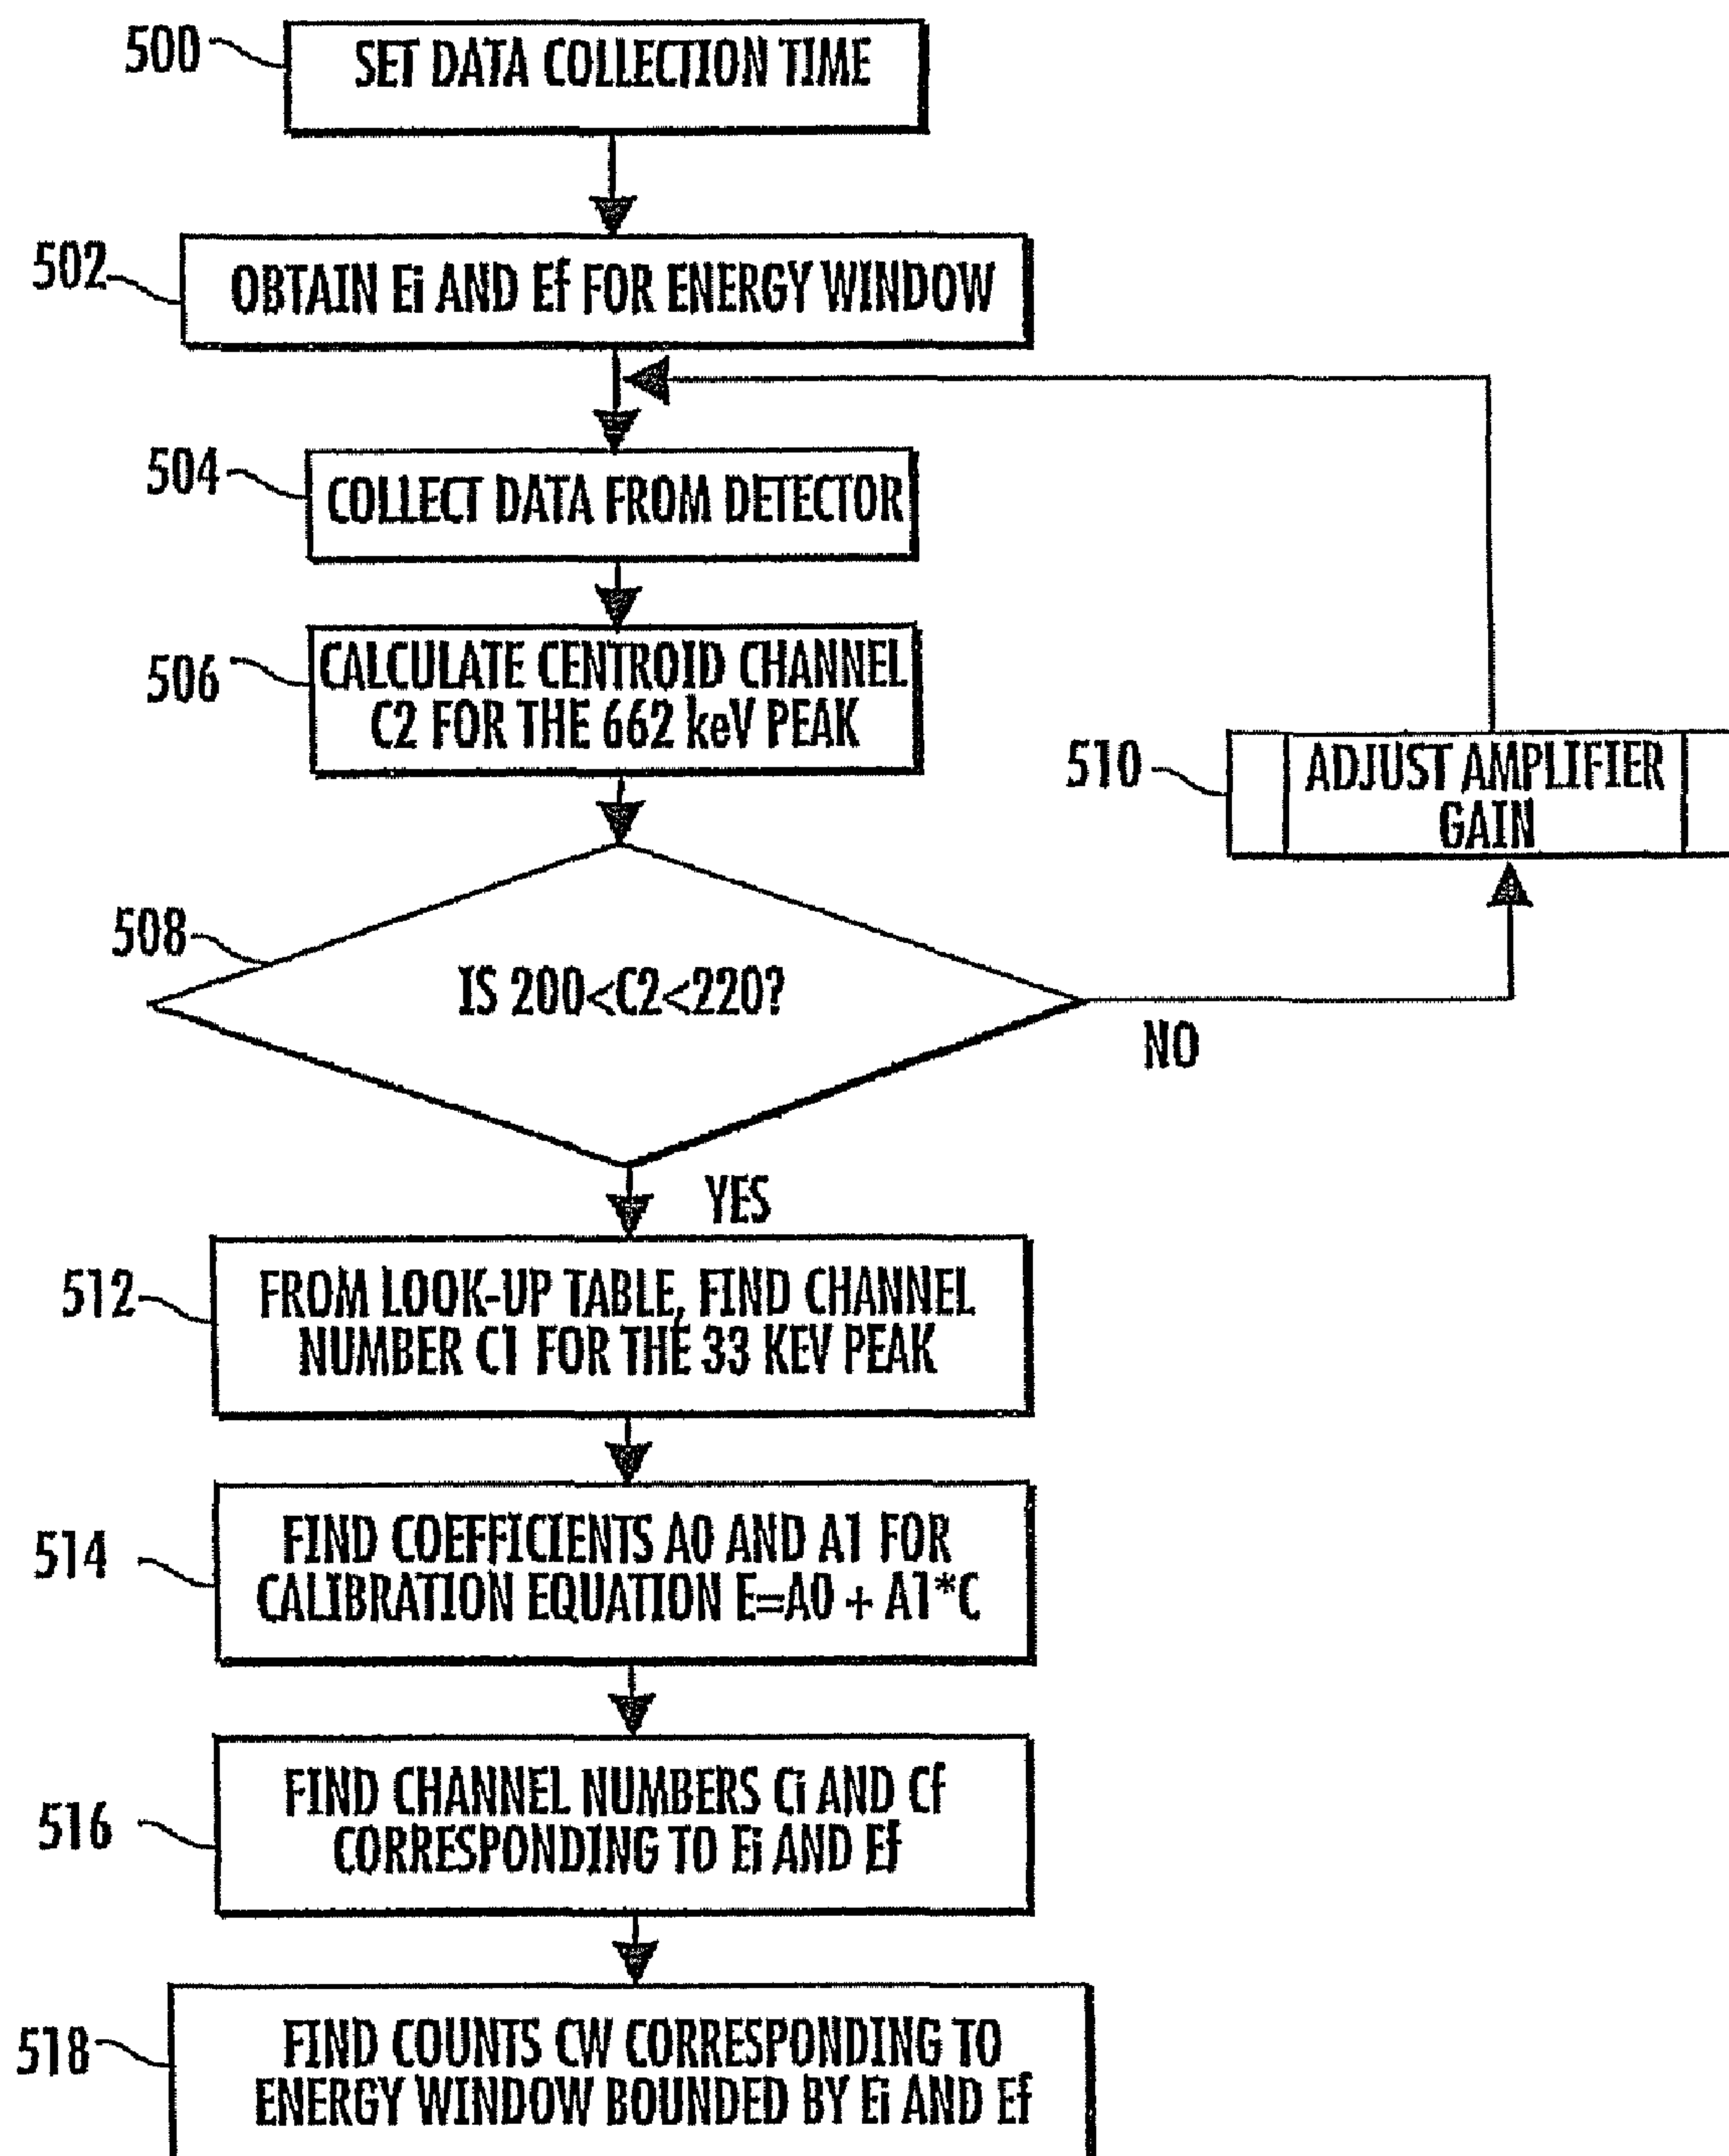 500
SET DATA COLLECTION TIME
502
OBTAIN Ei AND Ef FOR ENERGY WINDOW
504
COLLECT DATA FROM DETECTOR
506
CALCULATE CENTROID CHANNEL
C2 FOR THE 662 keV PEAK
510
ADJUST AMPLIFIER
GAIN
508
IS 200<C2<220?
NO
YES
512
FROM LOOK-UP TABLE, FIND CHANNEL
NUMBER C1 FOR THE 33 KEV PEAK
514
FIND COEFFICIENTS A0 AND A1 FOR
CALIBRATION EQUATION E=A0 + A1*C
516
FIND CHANNEL NUMBERS Ci AND Cf
CORRESPONDING TO Ei AND Ef
518
FIND COUNTS CW CORRESPONDING TO
ENERGY WINDOW BOUNDED BY Ei AND Ef